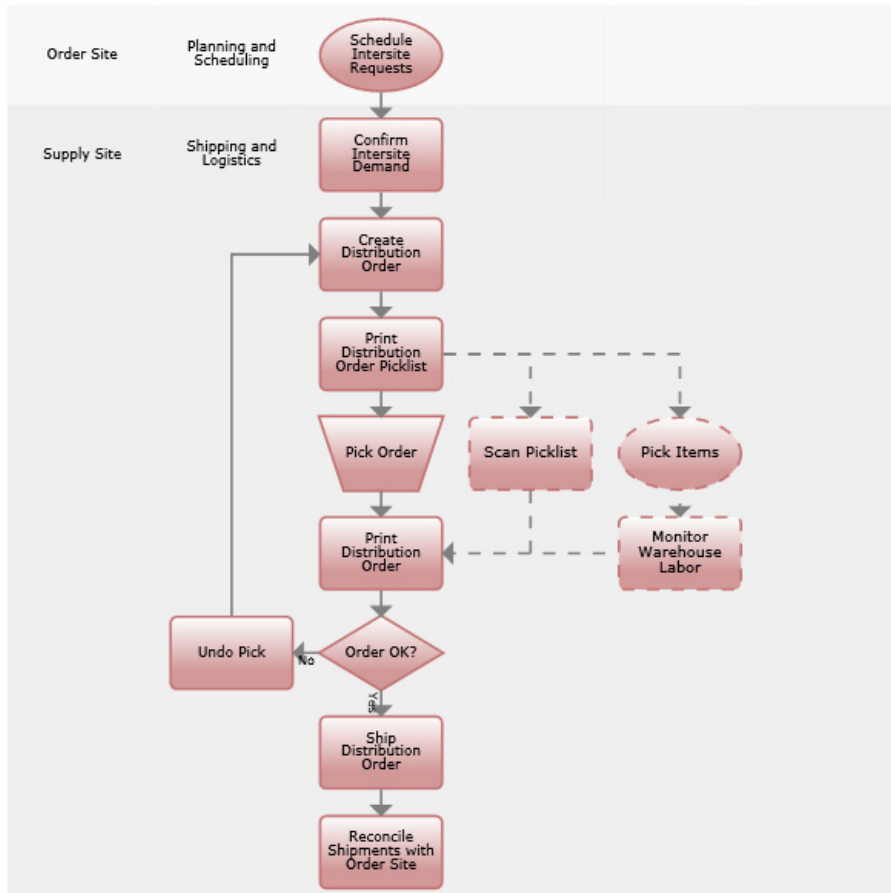 Order Site
Planning and
Scheduling
Schedule
Intersite
Requests
Supply Site
Shipping and
Logistics
Confirm
Intersite
Demand
Create
Distribution
Order
Print
Distribution
Order Picklist
Pick Order
Scan Picklist
Pick Items
Print
Distribution
Order
Monitor
Warehouse
Labor
Undo Pick
No
Order OK?
Yes
Ship
Distribution
Order
Reconcile
Shipments with
Order Site